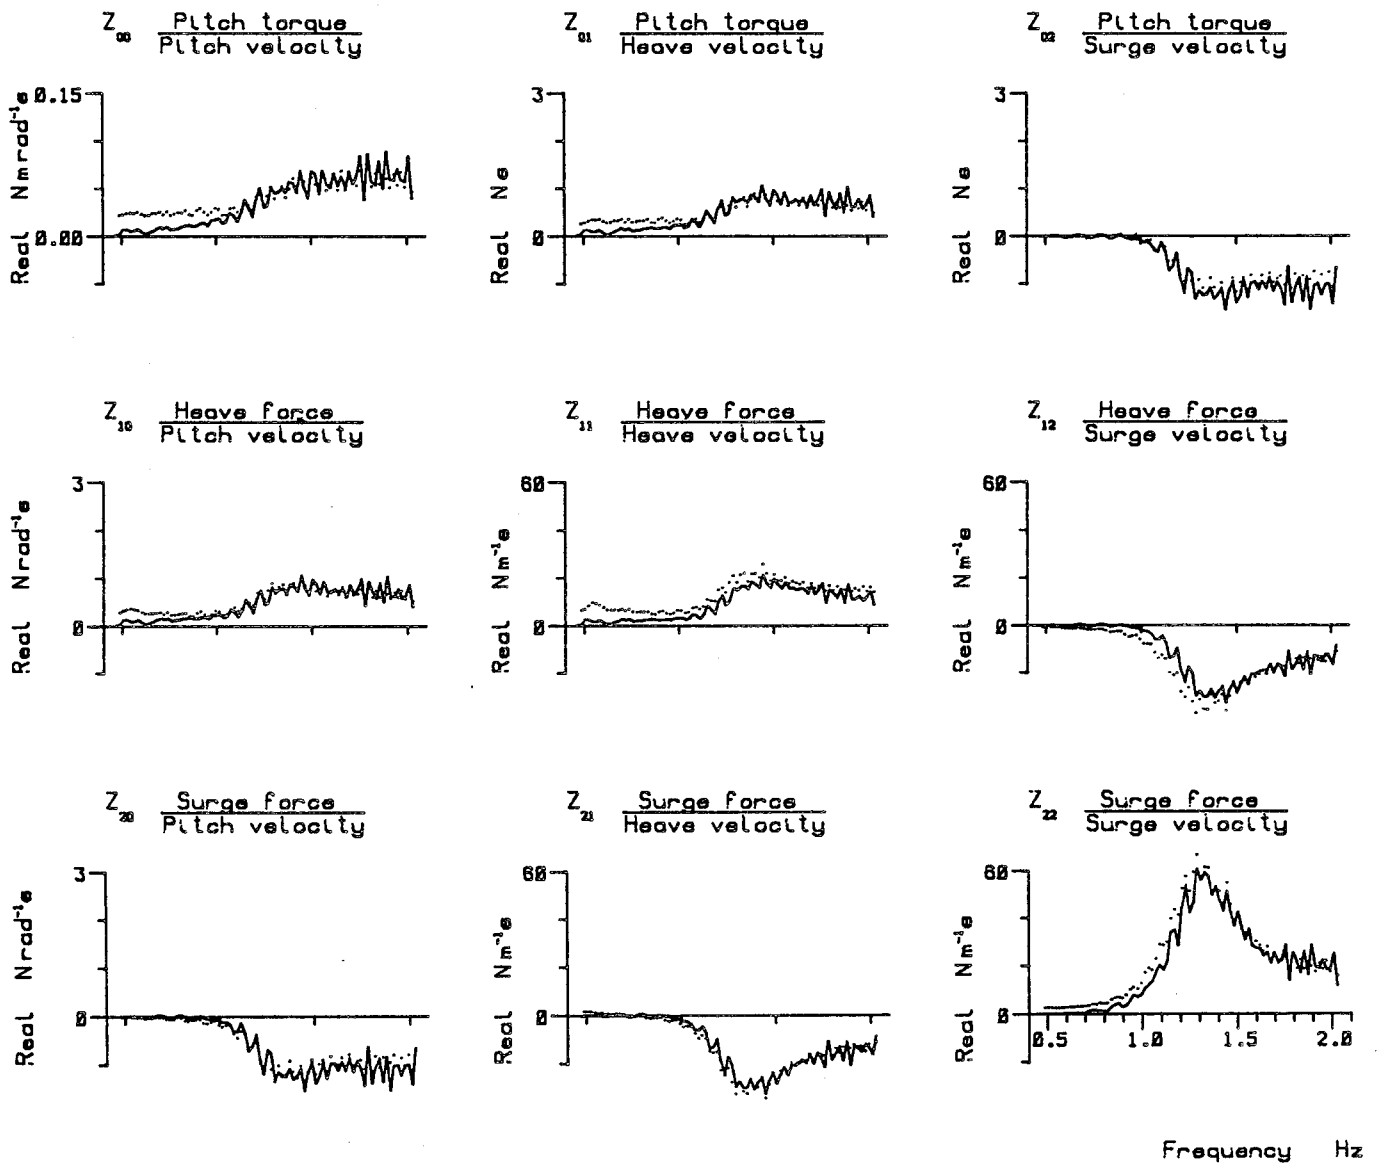 Z₀₀ Pitch torque
Pitch velocity
Z₀₁ Pitch torque
Heave velocity
Z₀₂ Pitch torque
Surge velocity
Real Nmrad⁻¹s
0.15
0.00
Real Ns
3
0
Real Ns
3
0
Z₁₀ Heave force
Pitch velocity
Z₁₁ Heave force
Heave velocity
Z₁₂ Heave force
Surge velocity
Real Nrad⁻¹s
3
0
Real Nm⁻¹s
60
0
Real Nm⁻¹s
60
0
Z₂₀ Surge force
Pitch velocity
Z₂₁ Surge force
Heave velocity
Z₂₂ Surge force
Surge velocity
Real Nrad⁻¹s
3
0
Real Nm⁻¹s
60
0
Real Nm⁻¹s
60
0
0.5 1.0 1.5 2.0
Frequency Hz